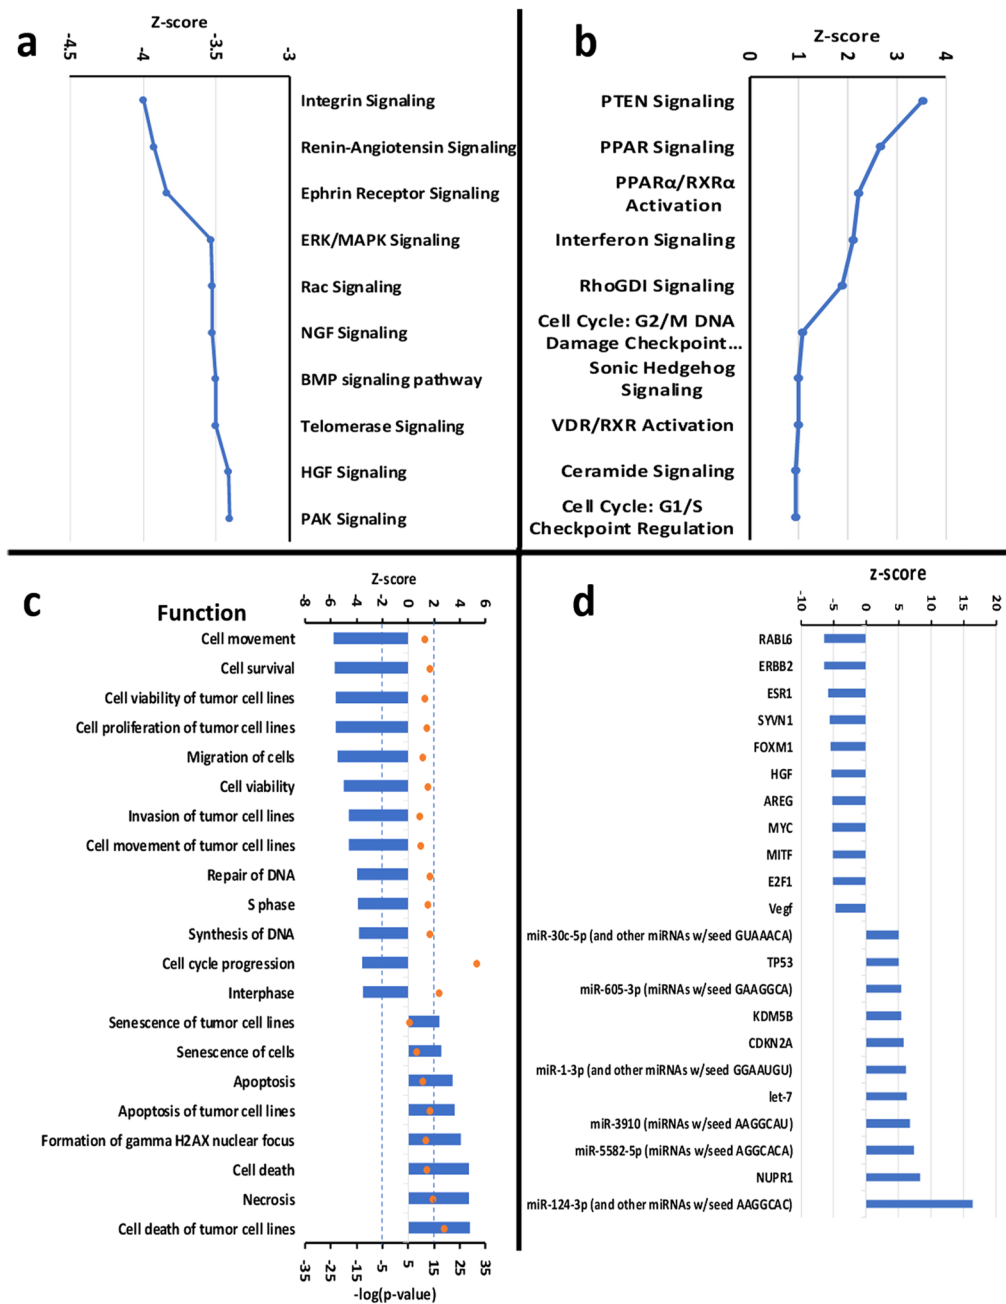 a
Z-score
-4.5
-4
-3.5
-3
Integrin Signaling
Renin-Angiotensin Signaling
Ephrin Receptor Signaling
ERK/MAPK Signaling
Rac Signaling
NGF Signaling
BMP signaling pathway
Telomerase Signaling
HGF Signaling
PAK Signaling
b
Z-score
0
1
2
3
4
PTEN Signaling
PPAR Signaling
PPARα/RXRα
Activation
Interferon Signaling
RhoGDI Signaling
Cell Cycle: G2/M DNA
Damage Checkpoint...
Sonic Hedgehog
Signaling
VDR/RXR Activation
Ceramide Signaling
Cell Cycle: G1/S
Checkpoint Regulation
c
Function
Z-score
-8
-6
-4
-2
0
2
4
6
Cell movement
Cell survival
Cell viability of tumor cell lines
Cell proliferation of tumor cell lines
Migration of cells
Cell viability
Invasion of tumor cell lines
Cell movement of tumor cell lines
Repair of DNA
S phase
Synthesis of DNA
Cell cycle progression
Interphase
Senescence of tumor cell lines
Senescence of cells
Apoptosis
Apoptosis of tumor cell lines
Formation of gamma H2AX nuclear focus
Cell death
Necrosis
Cell death of tumor cell lines
-35
-25
-15
-5
5
15
25
35
-log(p-value)
d
z-score
-10
-5
0
5
10
15
20
RABL6
ERBB2
ESR1
SYVN1
FOXM1
HGF
AREG
MYC
MITF
E2F1
Vegf
miR-30c-5p (and other miRNAs w/seed GUAAACA)
TP53
miR-605-3p (miRNAs w/seed GAAGGCA)
KDM5B
CDKN2A
miR-1-3p (and other miRNAs w/seed GGAAUGU)
let-7
miR-3910 (miRNAs w/seed AAGGCAU)
miR-5582-5p (miRNAs w/seed AGGCACA)
NUPR1
miR-124-3p (and other miRNAs w/seed AAGGCAC)